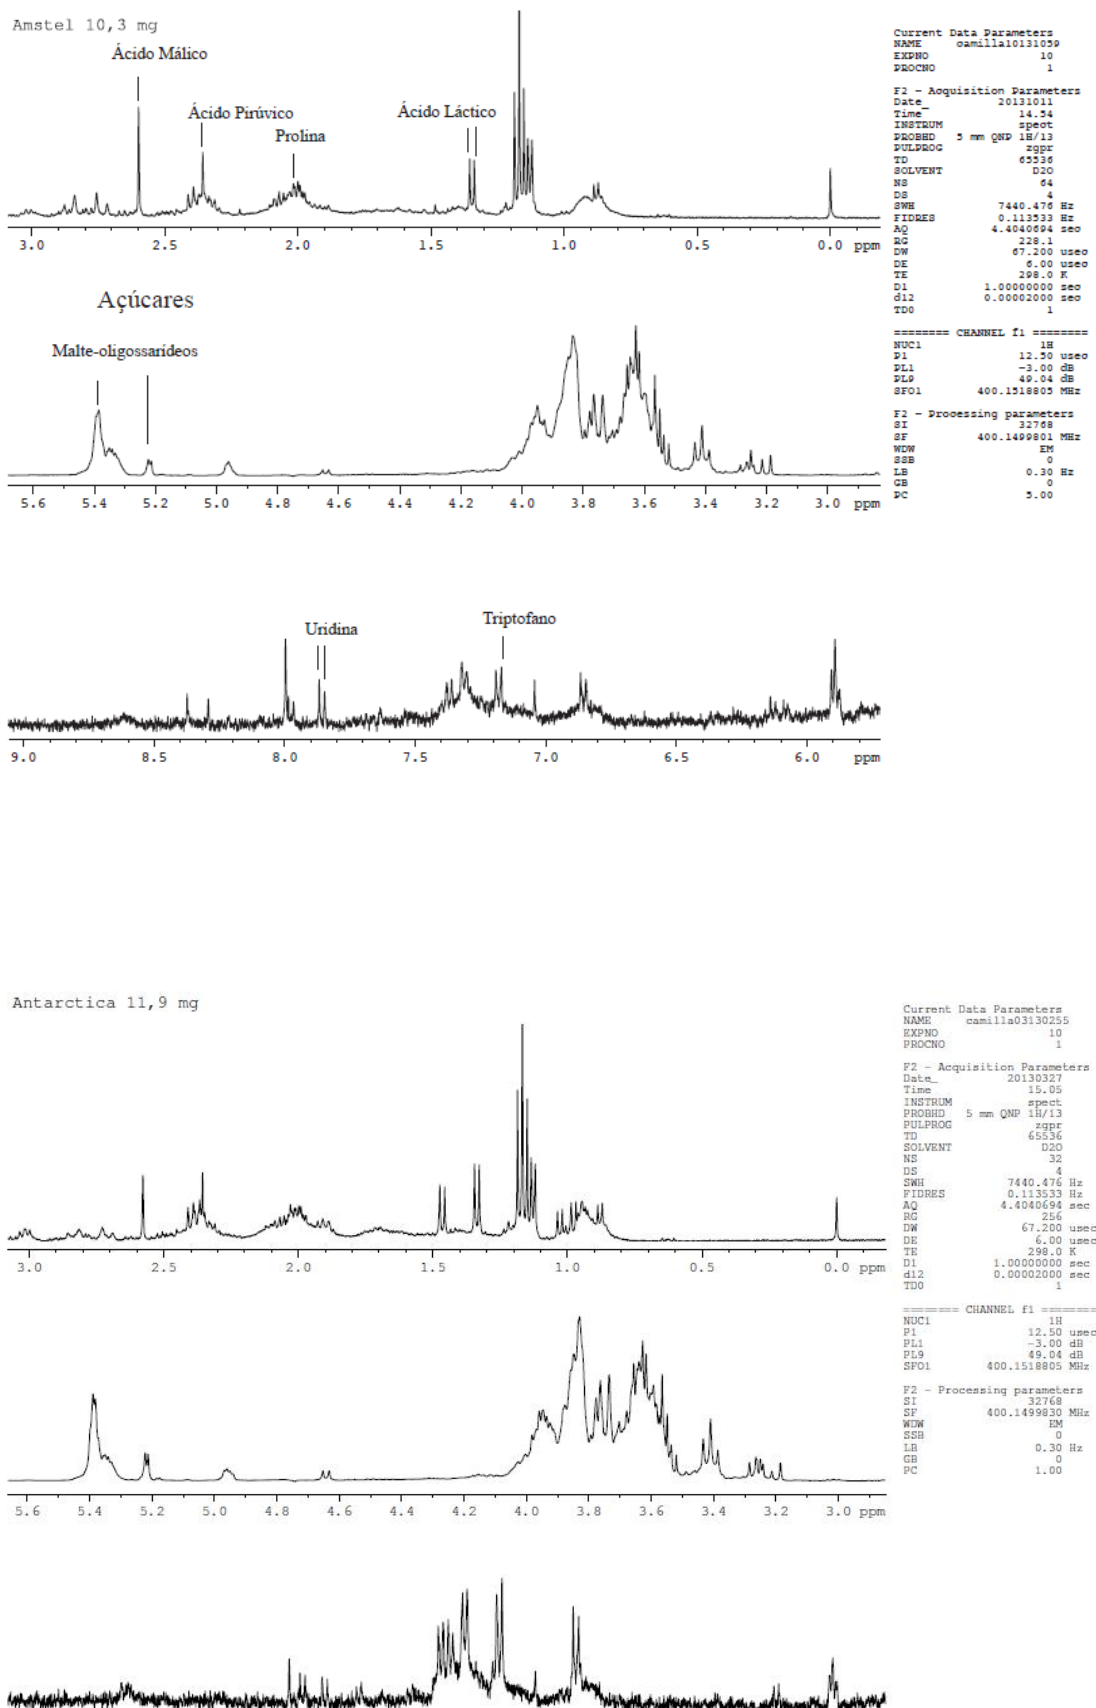 Amstel 10,3 mg
Ácido Málico
Ácido Pirúvico
Prolina
Ácido Láctico
3.0 2.5 2.0 1.5 1.0 0.5 0.0 ppm
Açúcares
Malte-oligossarídeos
5.6 5.4 5.2 5.0 4.8 4.6 4.4 4.2 4.0 3.8 3.6 3.4 3.2 3.0 ppm
Uridina
Triptofano
9.0 8.5 8.0 7.5 7.0 6.5 6.0 ppm
Current Data Parameters
NAME camilla10131059
EXPNO 10
PROCNO 1
F2 - Acquisition Parameters
Date_ 20131011
Time 14.54
INSTRUM spect
PROBHD 5 mm QNP 1H/13
PULPROG zgpr
TD 65536
SOLVENT D2O
NS 64
DS 4
SWH 7440.476 Hz
FIDRES 0.113533 Hz
AQ 4.4040694 sec
RG 228.1
DW 67.200 usec
DE 6.00 usec
TE 298.0 K
D1 1.00000000 sec
d12 0.00002000 sec
TD0 1
======== CHANNEL f1 ========
NUC1 1H
P1 12.50 usec
PL1 -3.00 dB
PL9 49.04 dB
SFO1 400.1518805 MHz
F2 - Processing parameters
SI 32768
SF 400.1499801 MHz
WDW EM
SSB 0
LB 0.30 Hz
GB 0
PC 5.00
Antarctica 11,9 mg
3.0 2.5 2.0 1.5 1.0 0.5 0.0 ppm
5.6 5.4 5.2 5.0 4.8 4.6 4.4 4.2 4.0 3.8 3.6 3.4 3.2 3.0 ppm
Current Data Parameters
NAME camilla03130255
EXPNO 10
PROCNO 1
F2 - Acquisition Parameters
Date_ 20130327
Time 15.05
INSTRUM spect
PROBHD 5 mm QNP 1H/13
PULPROG zgpr
TD 65536
SOLVENT D2O
NS 32
DS 4
SWH 7440.476 Hz
FIDRES 0.113533 Hz
AQ 4.4040694 sec
RG 256
DW 67.200 usec
DE 6.00 usec
TE 298.0 K
D1 1.00000000 sec
d12 0.00002000 sec
TD0 1
======== CHANNEL f1 ========
NUC1 1H
P1 12.50 usec
PL1 -3.00 dB
PL9 49.04 dB
SFO1 400.1518805 MHz
F2 - Processing parameters
SI 32768
SF 400.1499830 MHz
WDW EM
SSB 0
LB 0.30 Hz
GB 0
PC 1.00